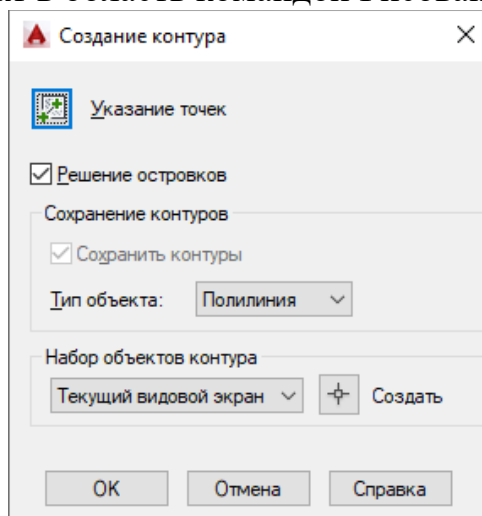 Создание контура
Указание точек
Решение островков
Сохранение контуров
Сохранить контуры
Тип объекта: Полилиния
Набор объектов контура
Текущий видовой экран Создать
OK Отмена Справка